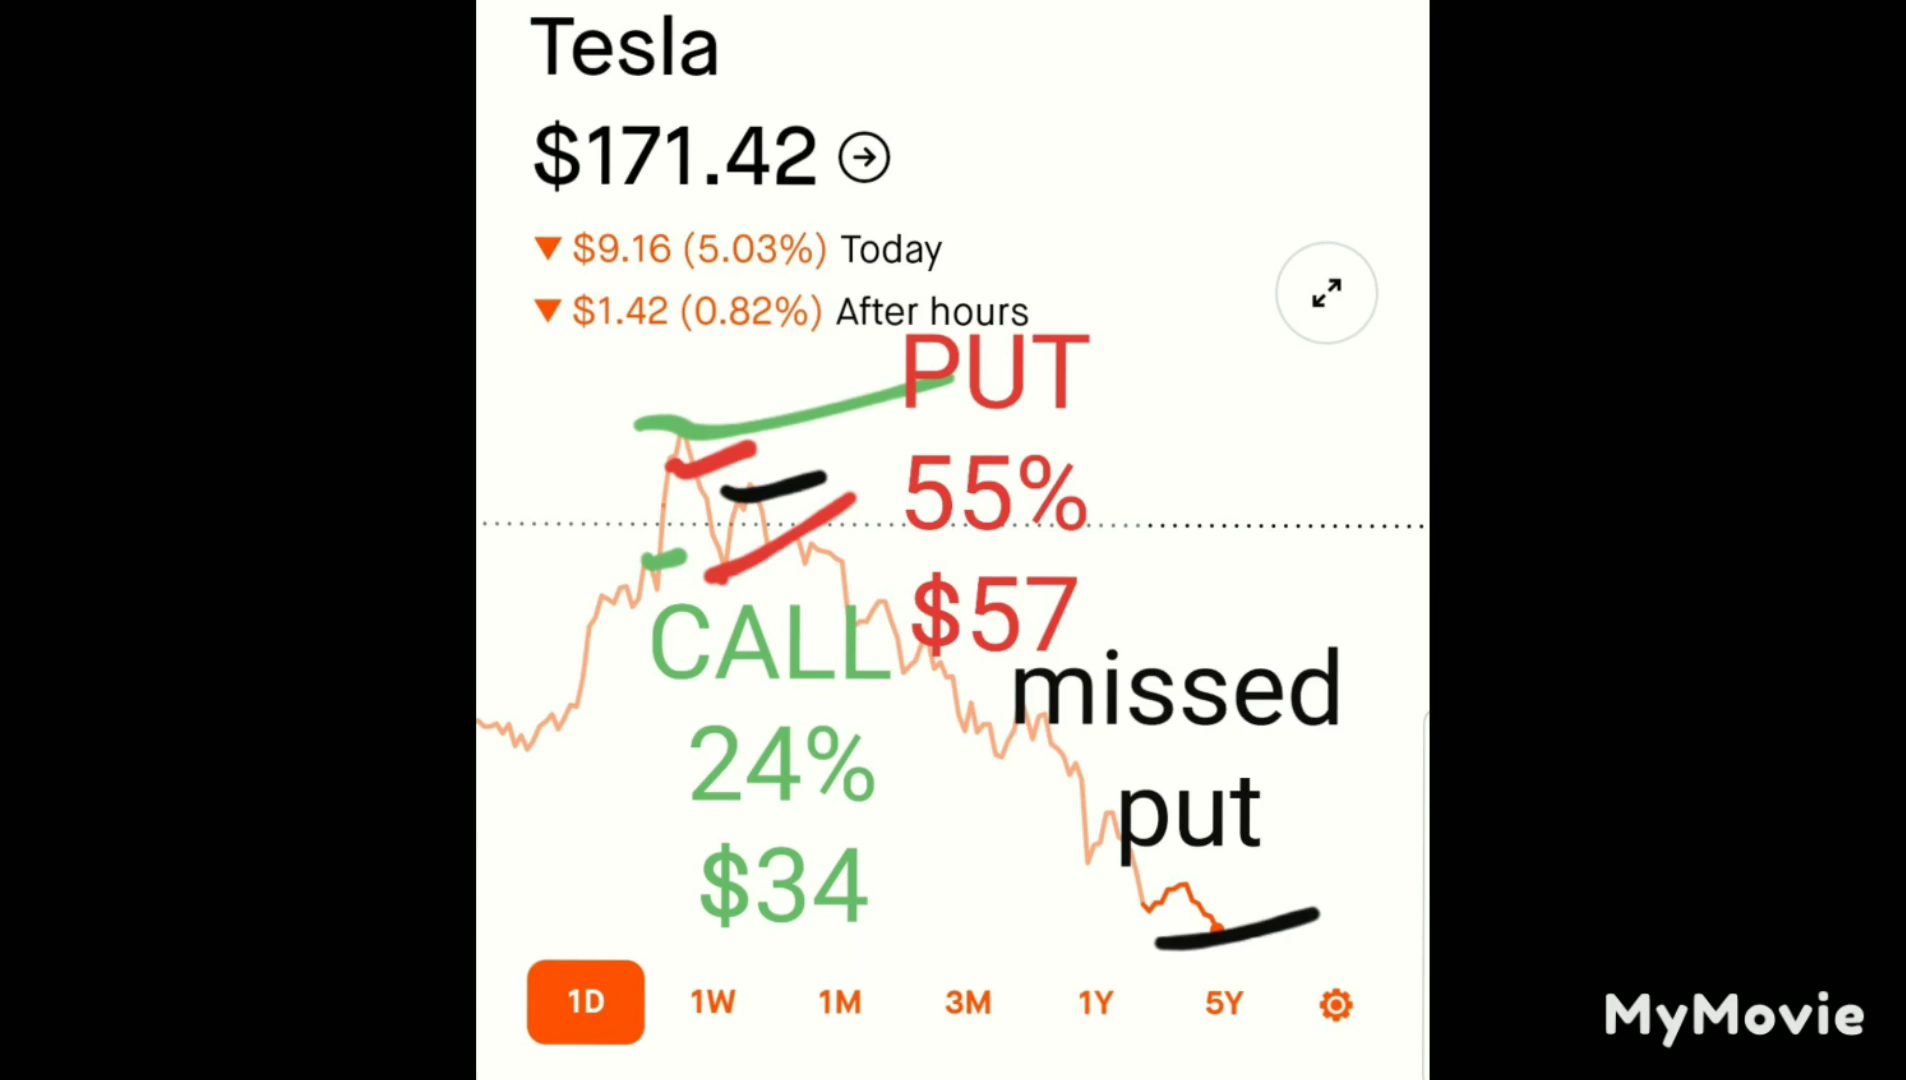 Tesla
$171.42
▼ $9.16 (5.03%) Today
▼ $1.42 (0.82%) After hours
PUT
55%
$57
CALL
24%
$34
missed
put
1D 1W 1M 3M 1Y 5Y
MyMovie